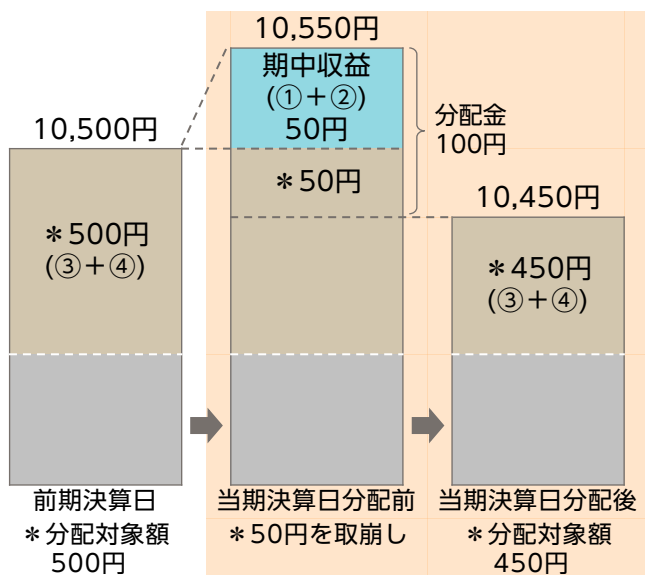 10,500円
＊500円
(③＋④)
前期決算日
＊分配対象額
500円
10,550円
期中収益
(①＋②)
50円
＊50円
分配金
100円
当期決算日分配前
＊50円を取崩し
10,450円
＊450円
(③＋④)
当期決算日分配後
＊分配対象額
450円